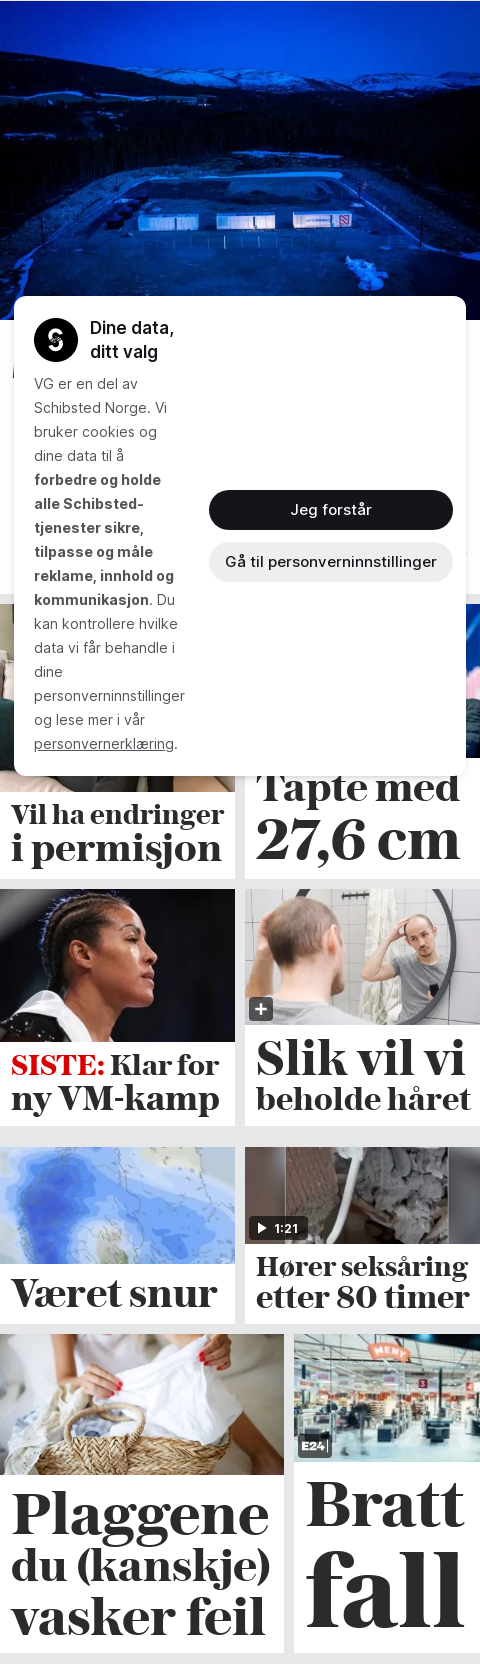 Dine data,
ditt valg
VG er en del av
Schibsted Norge. Vi
bruker cookies og
dine data til å
forbedre og holde
alle Schibsted-
tjenester sikre,
tilpasse og måle
reklame, innhold og
kommunikasjon. Du
kan kontrollere hvilke
data vi får behandle i
dine
personverninnstillinger
og lese mer i vår
personvernerklæring.
Jeg forstår
Gå til personverninnstillinger
Vil ha endringer
i permisjon
Tapte med
27,6 cm
SISTE: Klar for
ny VM-kamp
Slik vil vi
beholde håret
Været snur
1:21
Hører seksåring
etter 80 timer
Plaggene
du (kanskje)
vasker feil
MENY
3
4
E24
Bratt
fall